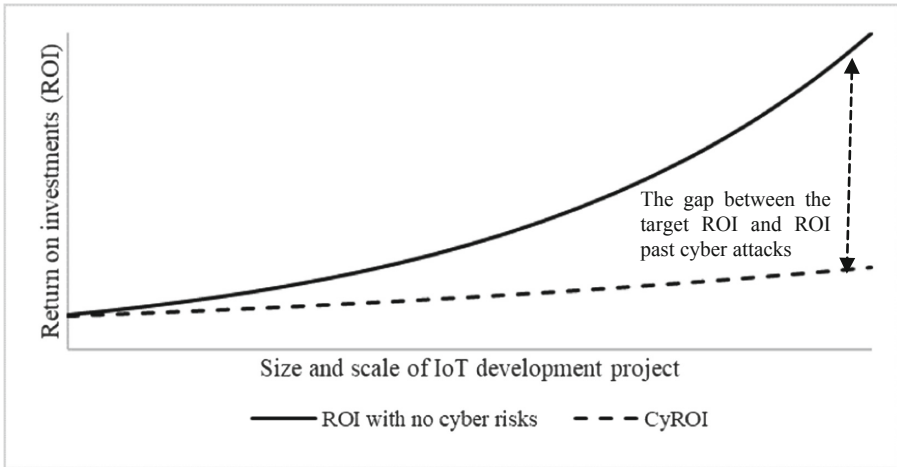 Return on investments (ROI)
The gap between the
target ROI and ROI
past cyber attacks
Size and scale of IoT development project
ROI with no cyber risks
CyROI